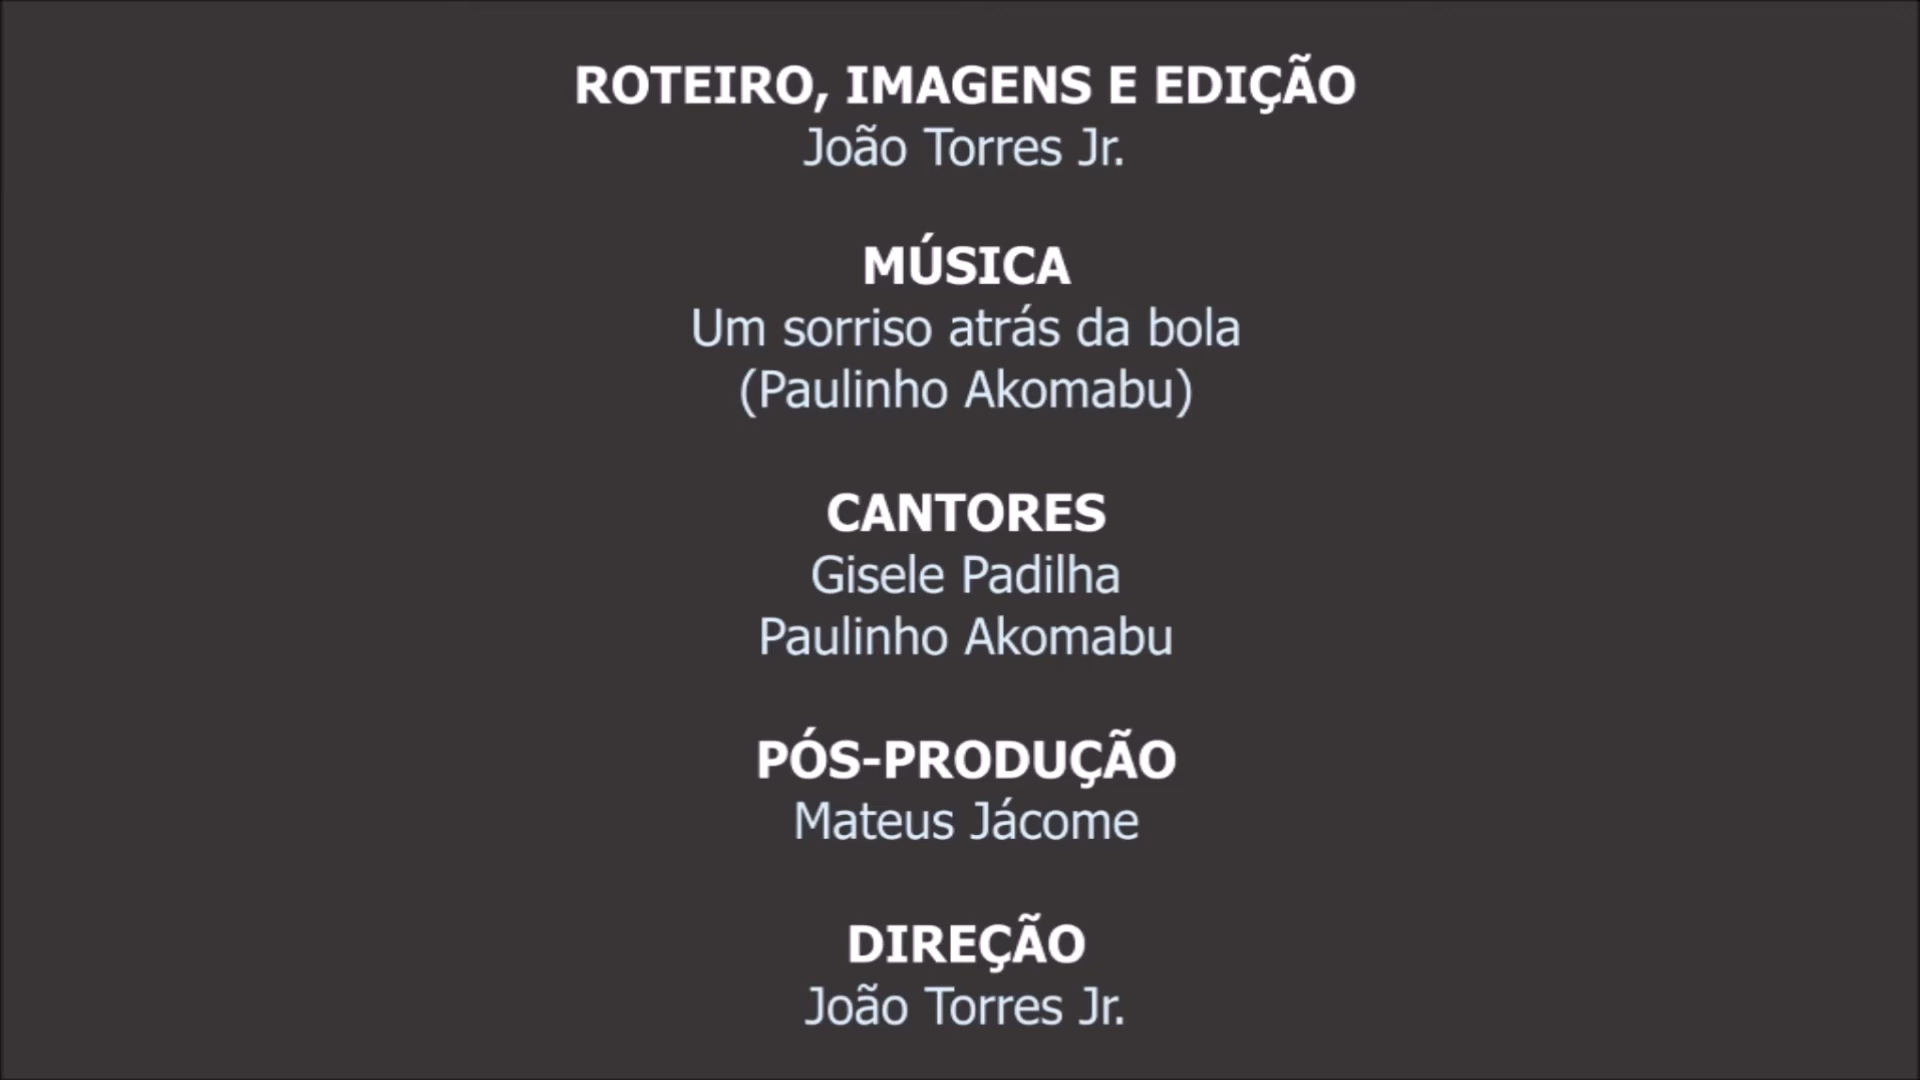 ROTEIRO, IMAGENS E EDIÇÃO
João Torres Jr.
MÚSICA
Um sorriso atrás da bola
(Paulinho Akomabu)
CANTORES
Gisele Padilha
Paulinho Akomabu
PÓS-PRODUÇÃO
Mateus Jácome
DIREÇÃO
João Torres Jr.